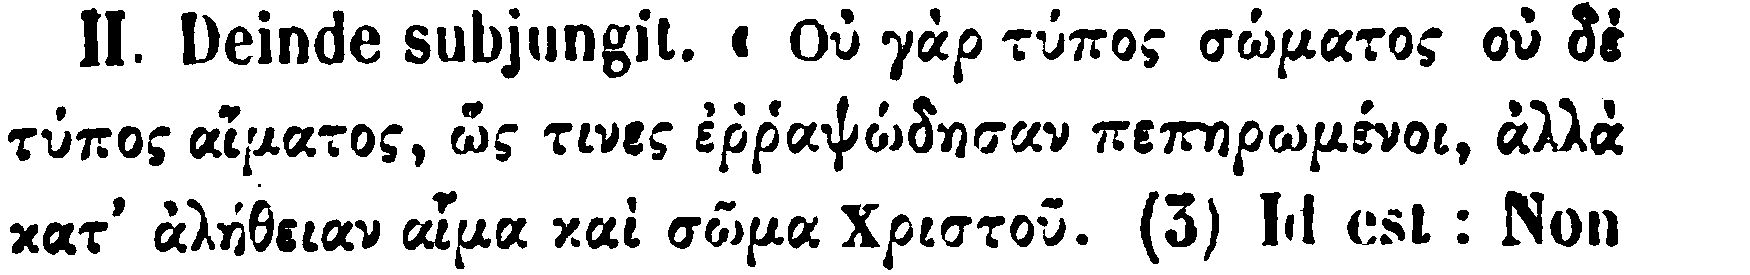 II. Deinde subjungit. « Οὐ γὰρ τύπος σώματος οὐ δὲ
τύπος αἵματος, ὥς τινες ἐῤῥαψώδησαν πεπηρωμένοι, ἀλλὰ
κατ’ ἀλήθειαν αἷμα καὶ σῶμα Χριστοῦ. (3) Id est : Non